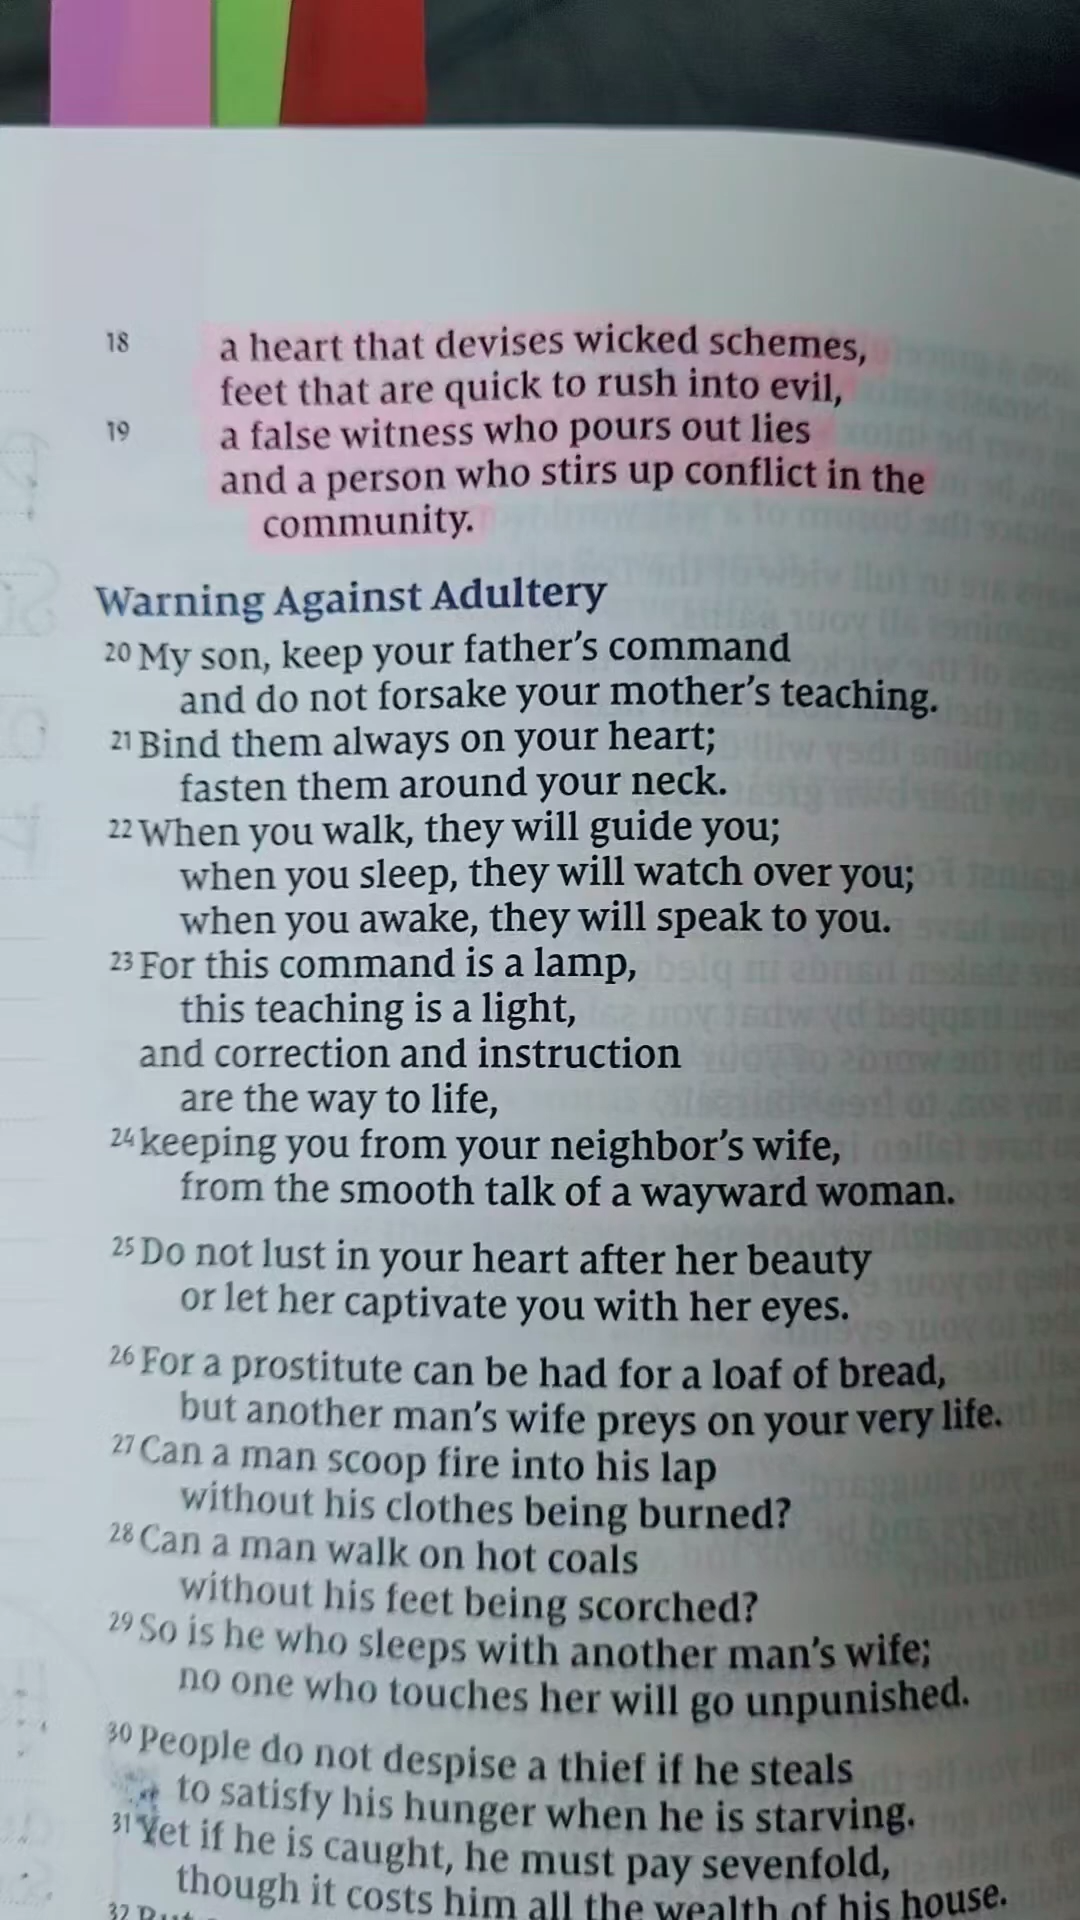 18 a heart that devises wicked schemes,
feet that are quick to rush into evil,
19 a false witness who pours out lies
and a person who stirs up conflict in the
community.
Warning Against Adultery
20 My son, keep your father’s command
and do not forsake your mother’s teaching.
21 Bind them always on your heart;
fasten them around your neck.
22 When you walk, they will guide you;
when you sleep, they will watch over you;
when you awake, they will speak to you.
23 For this command is a lamp,
this teaching is a light,
and correction and instruction
are the way to life,
24 keeping you from your neighbor’s wife,
from the smooth talk of a wayward woman.
25 Do not lust in your heart after her beauty
or let her captivate you with her eyes.
26 For a prostitute can be had for a loaf of bread,
but another man’s wife preys on your very life.
27 Can a man scoop fire into his lap
without his clothes being burned?
28 Can a man walk on hot coals
without his feet being scorched?
29 So is he who sleeps with another man’s wife;
no one who touches her will go unpunished.
30 People do not despise a thief if he steals
to satisfy his hunger when he is starving.
31 Yet if he is caught, he must pay sevenfold,
though it costs him all the wealth of his house.
32